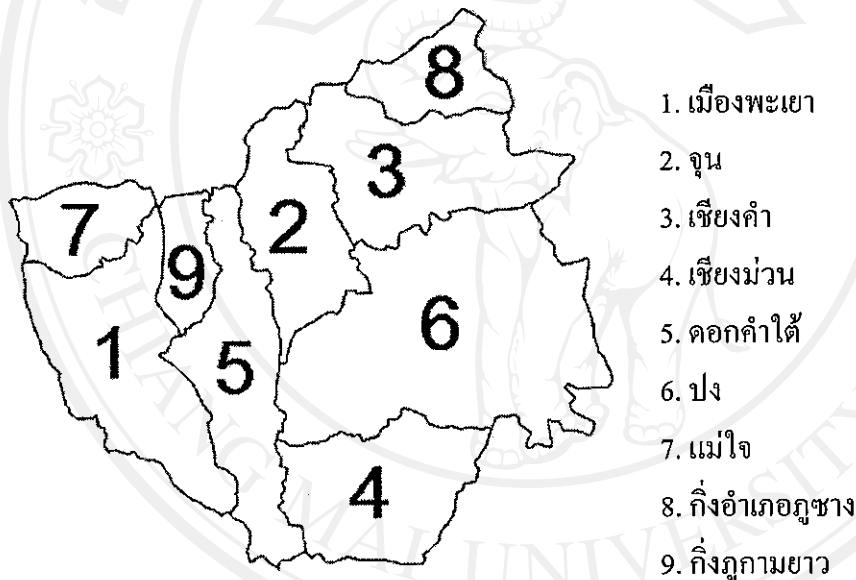 8
3
7
2
9
6
1
5
4
1. เมืองพะเยา
2. จุน
3. เชียงคำ
4. เชียงม่วน
5. ดอกคำใต้
6. ปง
7. แม่ใจ
8. กิ่งอำเภอภูซาง
9. กิ่งภูกามยาว
CHIANG MAI UNIVERSITY